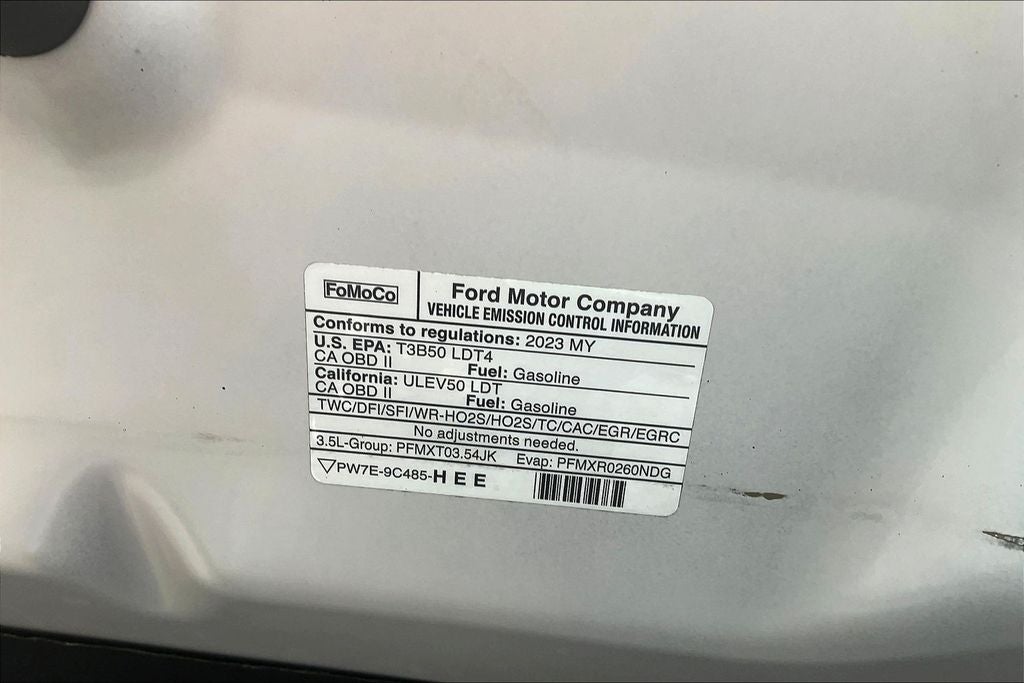 FoMoCo
Ford Motor Company
VEHICLE EMISSION CONTROL INFORMATION
Conforms to regulations: 2023 MY
U.S. EPA: T3B50 LDT4
CA OBD II Fuel: Gasoline
California: ULEV50 LDT
CA OBD II Fuel: Gasoline
TWC/DFI/SFI/WR-HO2S/HO2S/TC/CAC/EGR/EGRC
No adjustments needed.
3.5L-Group: PFMXT03.54JK Evap: PFMXR0260NDG
PW7E-9C485-H E E